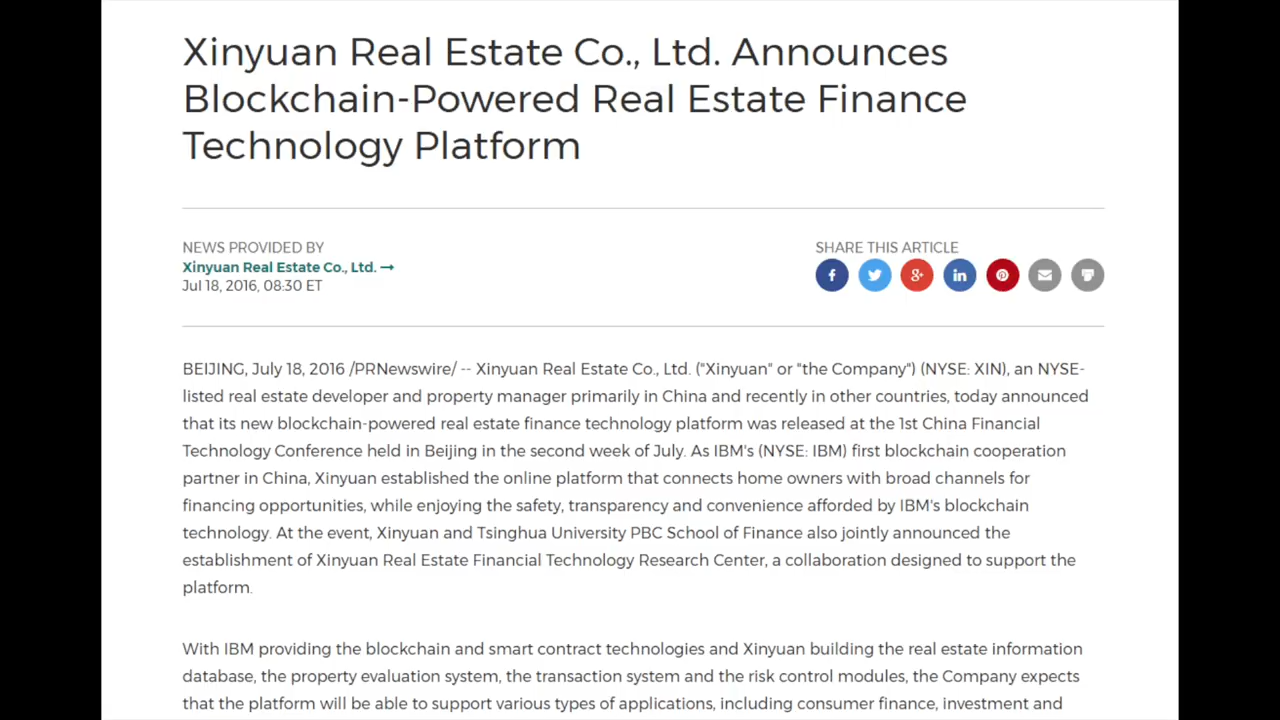 Xinyuan Real Estate Co., Ltd. Announces
Blockchain-Powered Real Estate Finance
Technology Platform
NEWS PROVIDED BY
Xinyuan Real Estate Co., Ltd. →
Jul 18, 2016, 08:30 ET
SHARE THIS ARTICLE
BEIJING, July 18, 2016 /PRNewswire/ -- Xinyuan Real Estate Co., Ltd. ("Xinyuan" or "the Company") (NYSE: XIN), an NYSE-
listed real estate developer and property manager primarily in China and recently in other countries, today announced
that its new blockchain-powered real estate finance technology platform was released at the 1st China Financial
Technology Conference held in Beijing in the second week of July. As IBM's (NYSE: IBM) first blockchain cooperation
partner in China, Xinyuan established the online platform that connects home owners with broad channels for
financing opportunities, while enjoying the safety, transparency and convenience afforded by IBM's blockchain
technology. At the event, Xinyuan and Tsinghua University PBC School of Finance also jointly announced the
establishment of Xinyuan Real Estate Financial Technology Research Center, a collaboration designed to support the
platform.
With IBM providing the blockchain and smart contract technologies and Xinyuan building the real estate information
database, the property evaluation system, the transaction system and the risk control modules, the Company expects
that the platform will be able to support various types of applications, including consumer finance, investment and